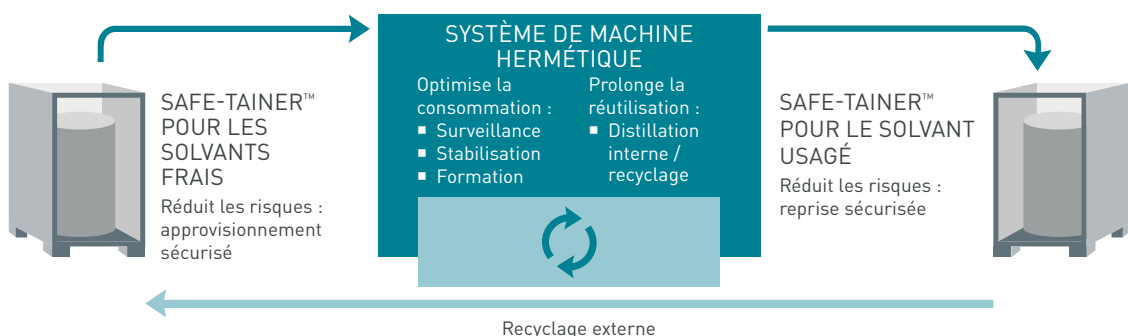 SAFE-TAINER™
POUR LES
SOLVANTS
FRAIS
Réduit les risques :
approvisionnement
sécurisé
SYSTÈME DE MACHINE
HERMÉTIQUE
Optimise la
consommation :
■ Surveillance
■ Stabilisation
■ Formation
Prolonge la
réutilisation :
■ Distillation
interne /
recyclage
SAFE-TAINER™
POUR LE SOLVANT
USAGÉ
Réduit les risques :
reprise sécurisée
Recyclage externe